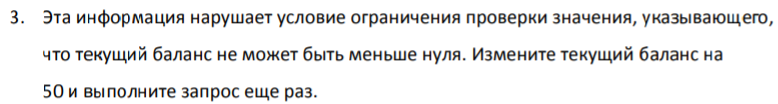 3. Эта информация нарушает условие ограничения проверки значения, указывающего,
что текущий баланс не может быть меньше нуля. Измените текущий баланс на
50 и выполните запрос еще раз.